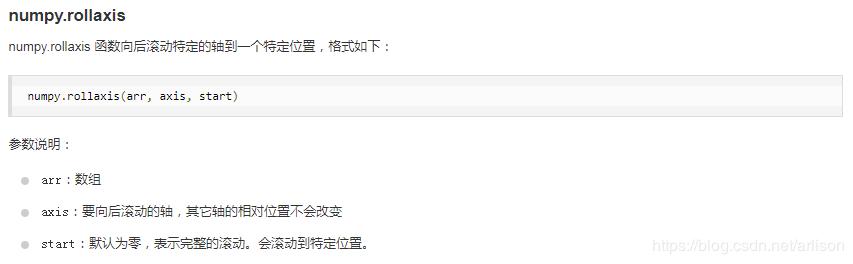 numpy.rollaxis
numpy.rollaxis 函数向后滚动特定的轴到一个特定位置，格式如下：
numpy.rollaxis(arr, axis, start)
参数说明：
arr：数组
axis：要向后滚动的轴，其它轴的相对位置不会改变
start：默认为零，表示完整的滚动。会滚动到特定位置。
https://blog.csdn.net/arlison